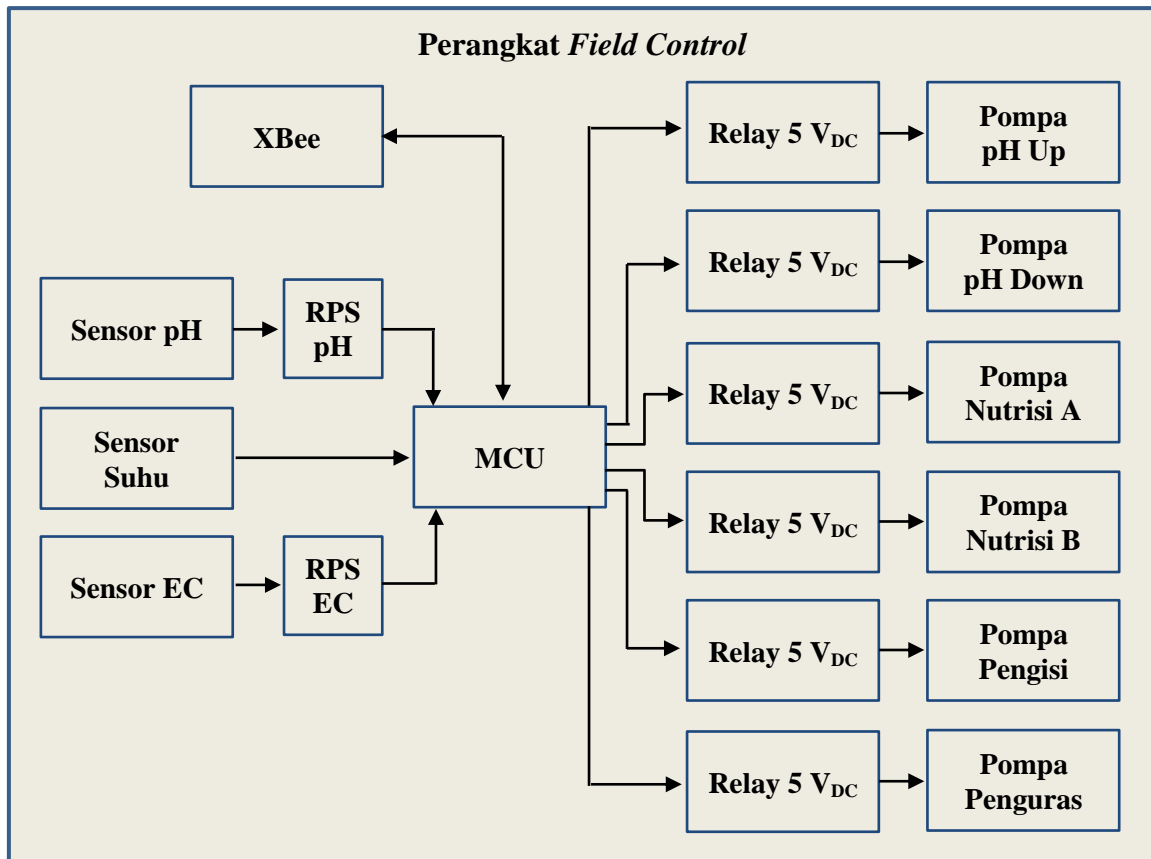 Perangkat Field Control
XBee
Relay 5 VDC
Pompa
pH Up
Relay 5 VDC
Pompa
pH Down
Sensor pH
RPS
pH
Relay 5 VDC
Pompa
Nutrisi A
Sensor
Suhu
MCU
Relay 5 VDC
Pompa
Nutrisi B
Sensor EC
RPS
EC
Relay 5 VDC
Pompa
Pengisi
Relay 5 VDC
Pompa
Penguras